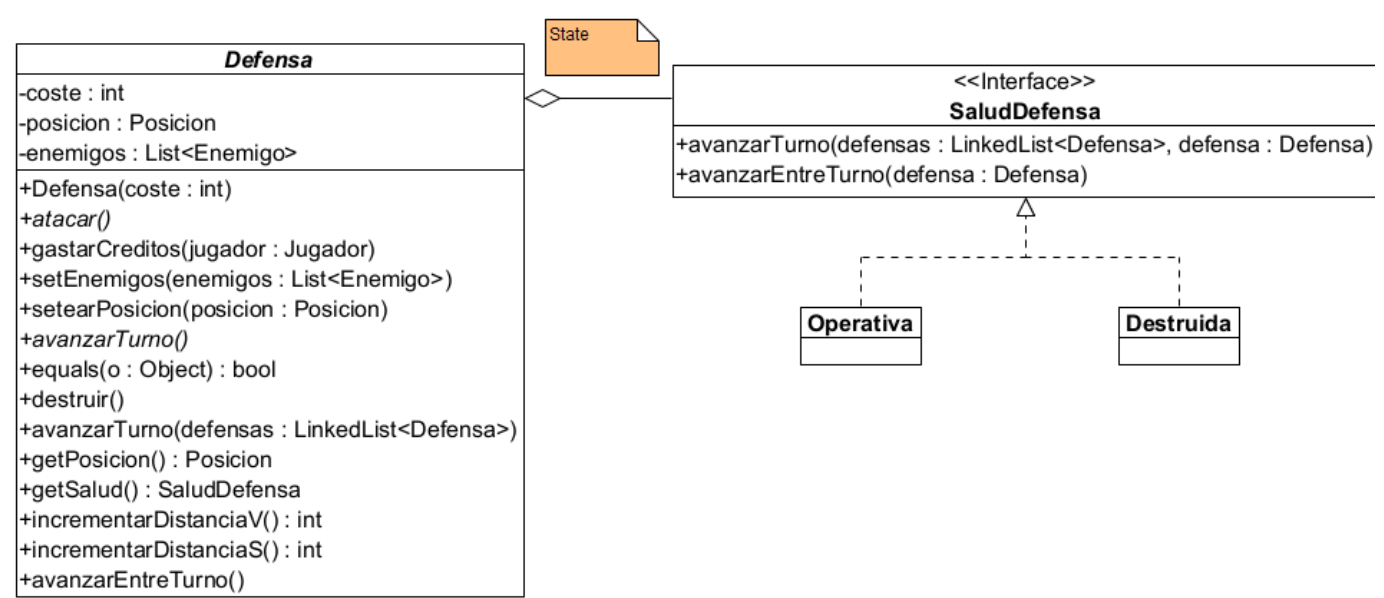 Defensa
-coste : int
-posicion : Posicion
-enemigos : List<Enemigo>
+Defensa(coste : int)
+atacar()
+gastarCreditos(jugador : Jugador)
+setEnemigos(enemigos : List<Enemigo>)
+setearPosicion(posicion : Posicion)
+avanzarTurno()
+equals(o : Object) : bool
+destruir()
+avanzarTurno(defensas : LinkedList<Defensa>)
+getPosicion() : Posicion
+getSalud() : SaludDefensa
+incrementarDistanciaV() : int
+incrementarDistanciaS() : int
+avanzarEntreTurno()
State
<<Interface>>
SaludDefensa
+avanzarTurno(defensas : LinkedList<Defensa>, defensa : Defensa)
+avanzarEntreTurno(defensa : Defensa)
Operativa
Destruida